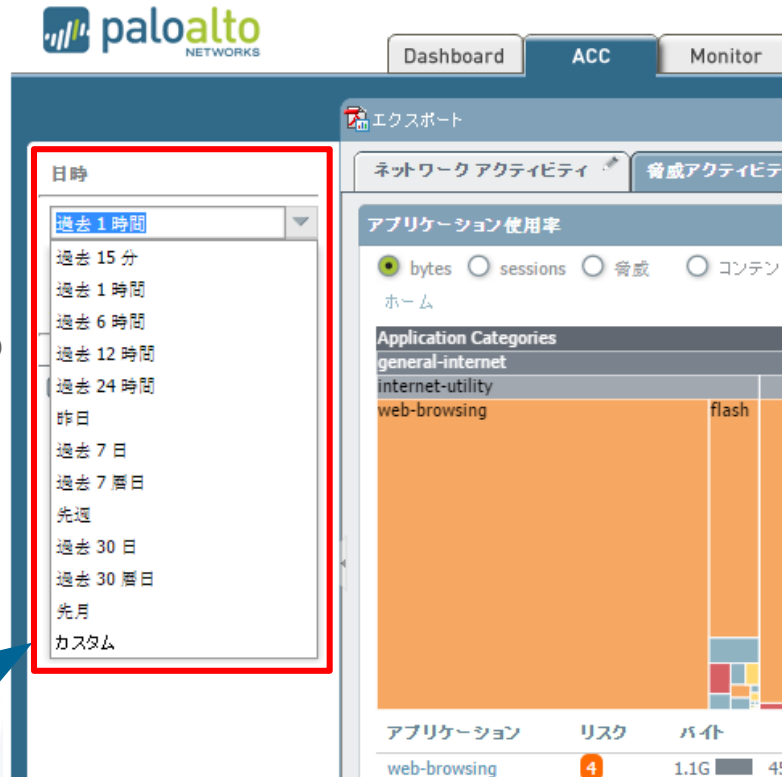 paloalto
NETWORKS
Dashboard
ACC
Monitor
エクスポート
日時
過去 1 時間
過去 15 分
過去 1 時間
過去 6 時間
過去 12 時間
過去 24 時間
昨日
過去 7 日
過去 7 暦日
先週
過去 30 日
過去 30 暦日
先月
カスタム
ネットワーク アクティビティ
脅威アクティビテ
アプリケーション使用率
bytes
sessions
脅威
コンテン
ホーム
Application Categories
general-internet
internet-utility
web-browsing
flash
アプリケーション
リスク
バイト
web-browsing
4
1.1G
45